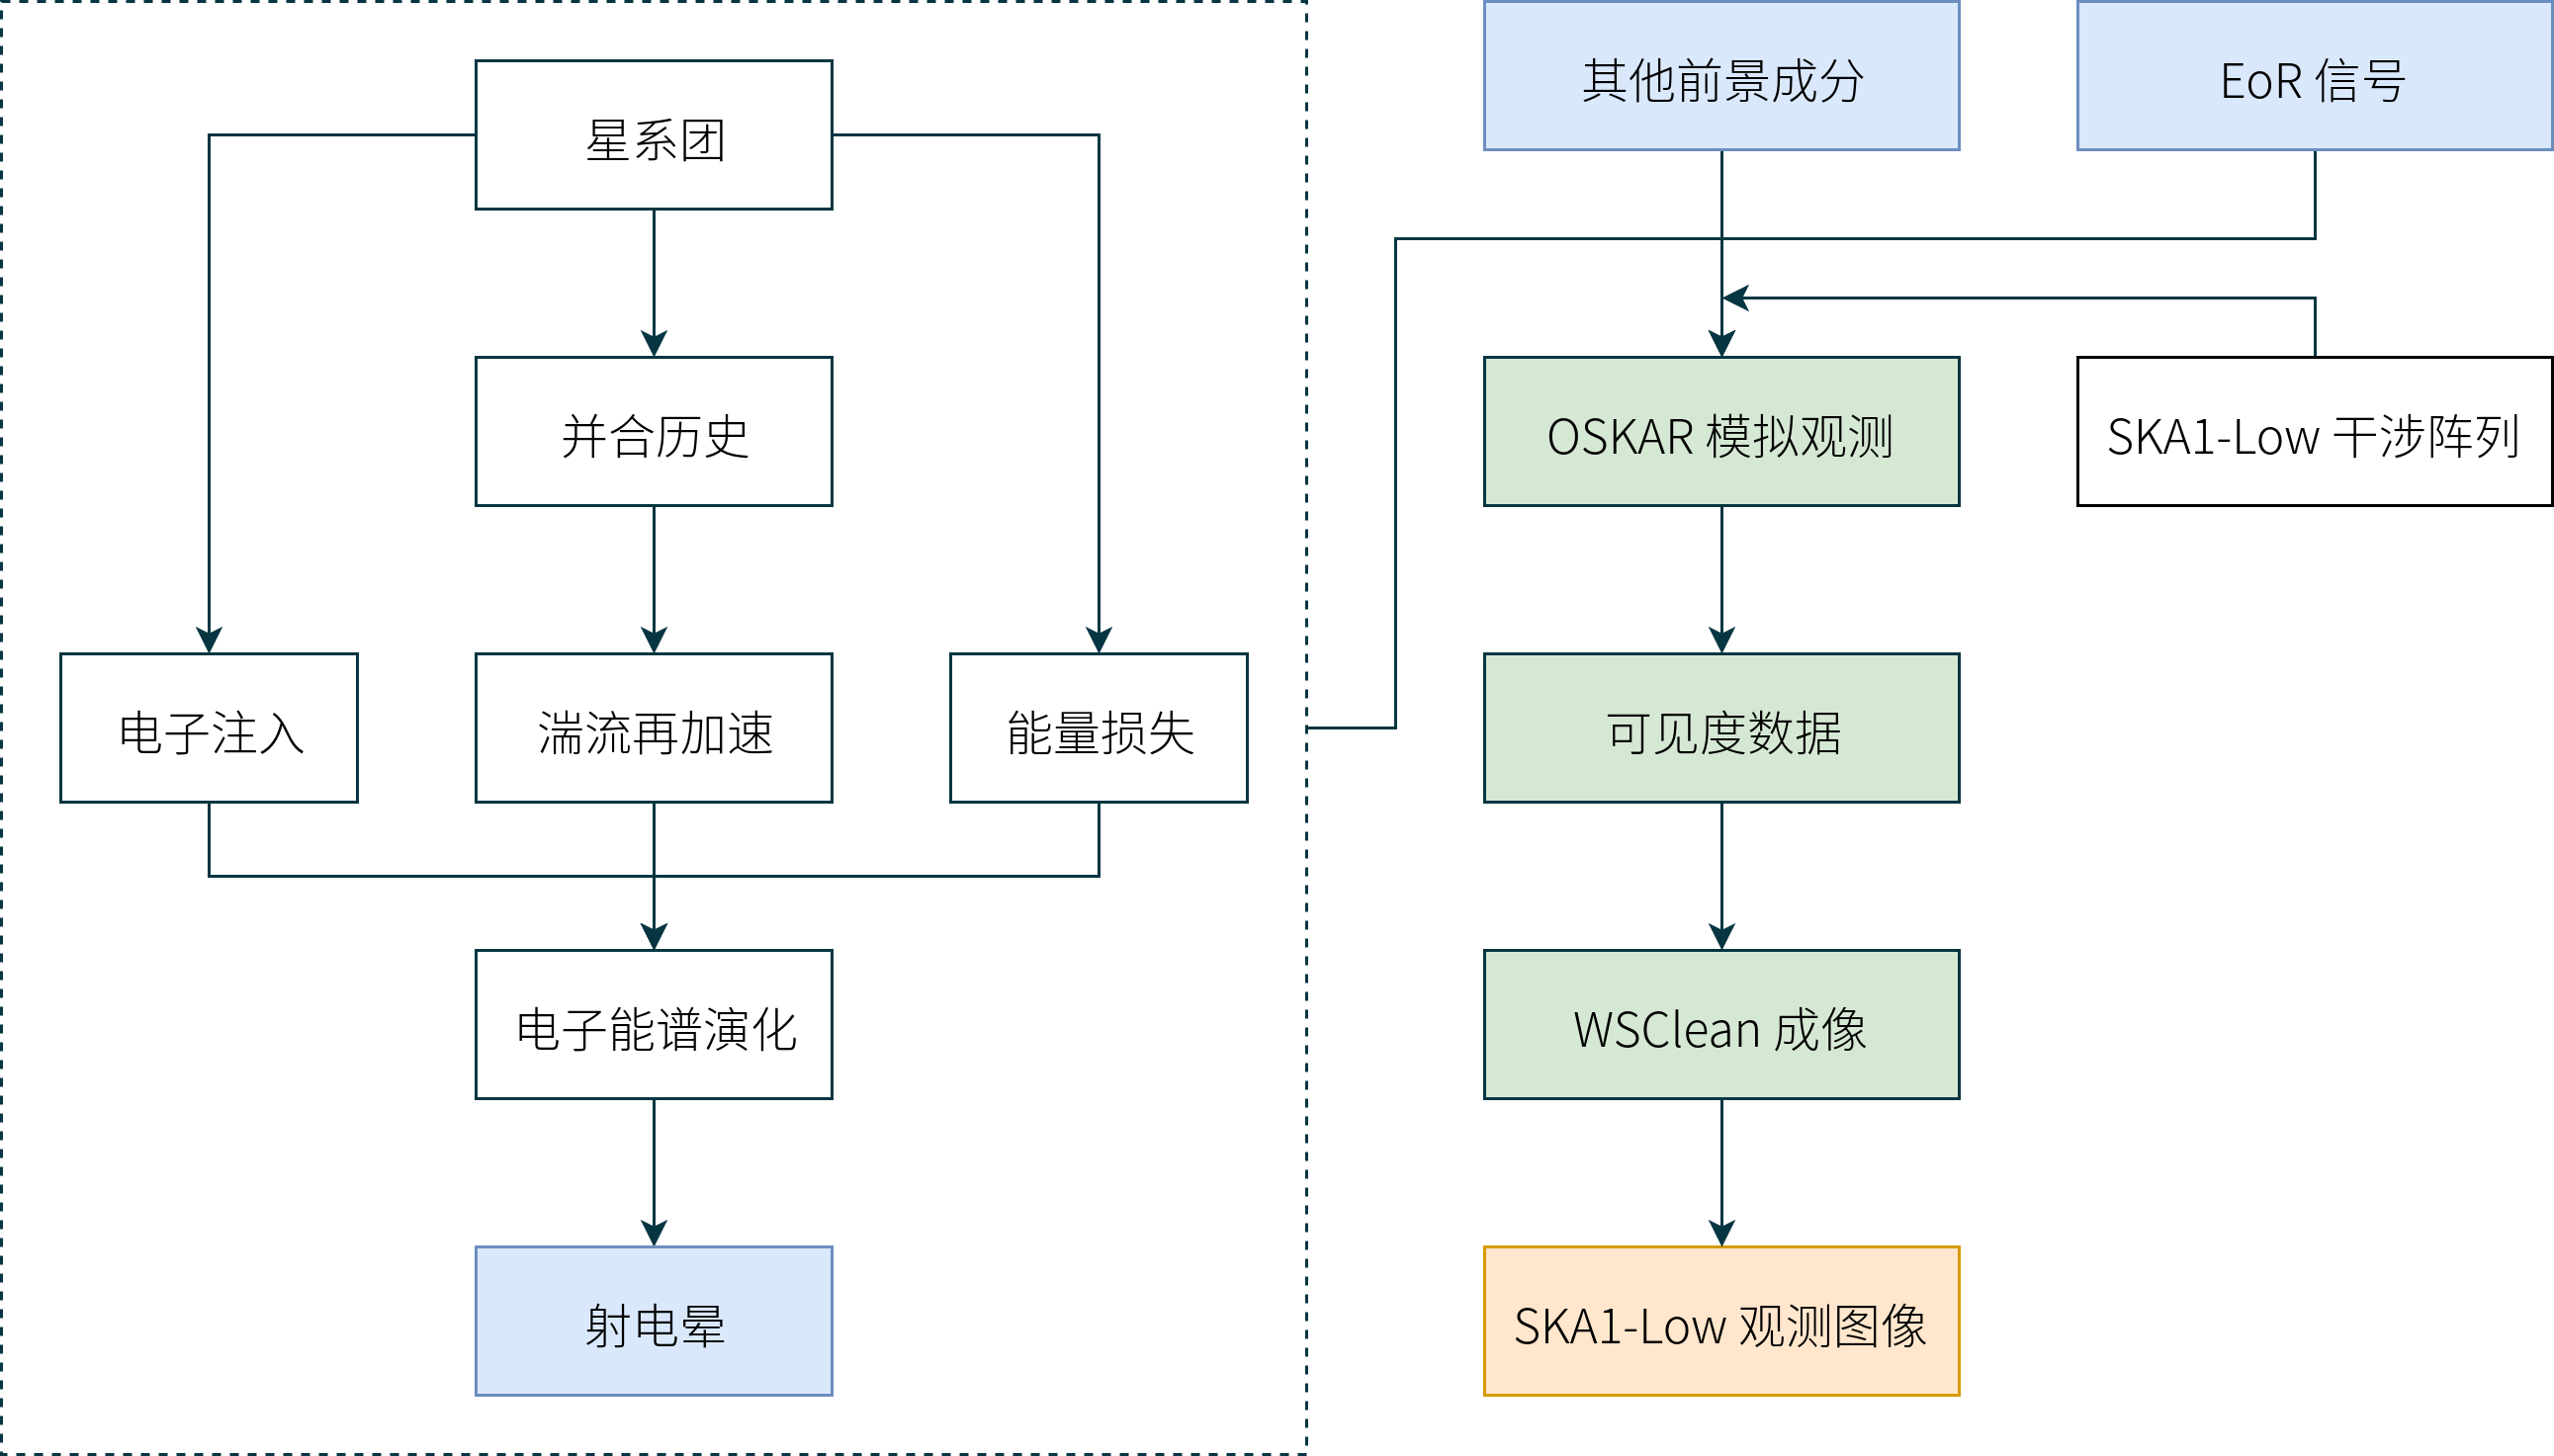 星系团
并合历史
电子注入
湍流再加速
能量损失
电子能谱演化
射电晕
其他前景成分
EoR 信号
OSKAR 模拟观测
SKA1-Low 干涉阵列
可见度数据
WSClean 成像
SKA1-Low 观测图像